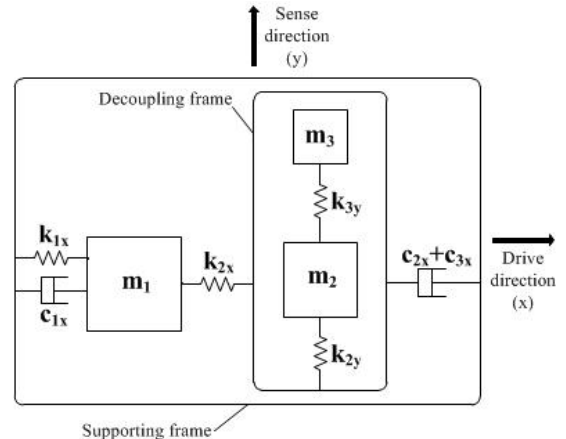 Sense
direction
(y)
Decoupling frame
m3
k3y
k1x
k2x
c2x+c3x
Drive
direction
(x)
m1
m2
c1x
k2y
Supporting frame